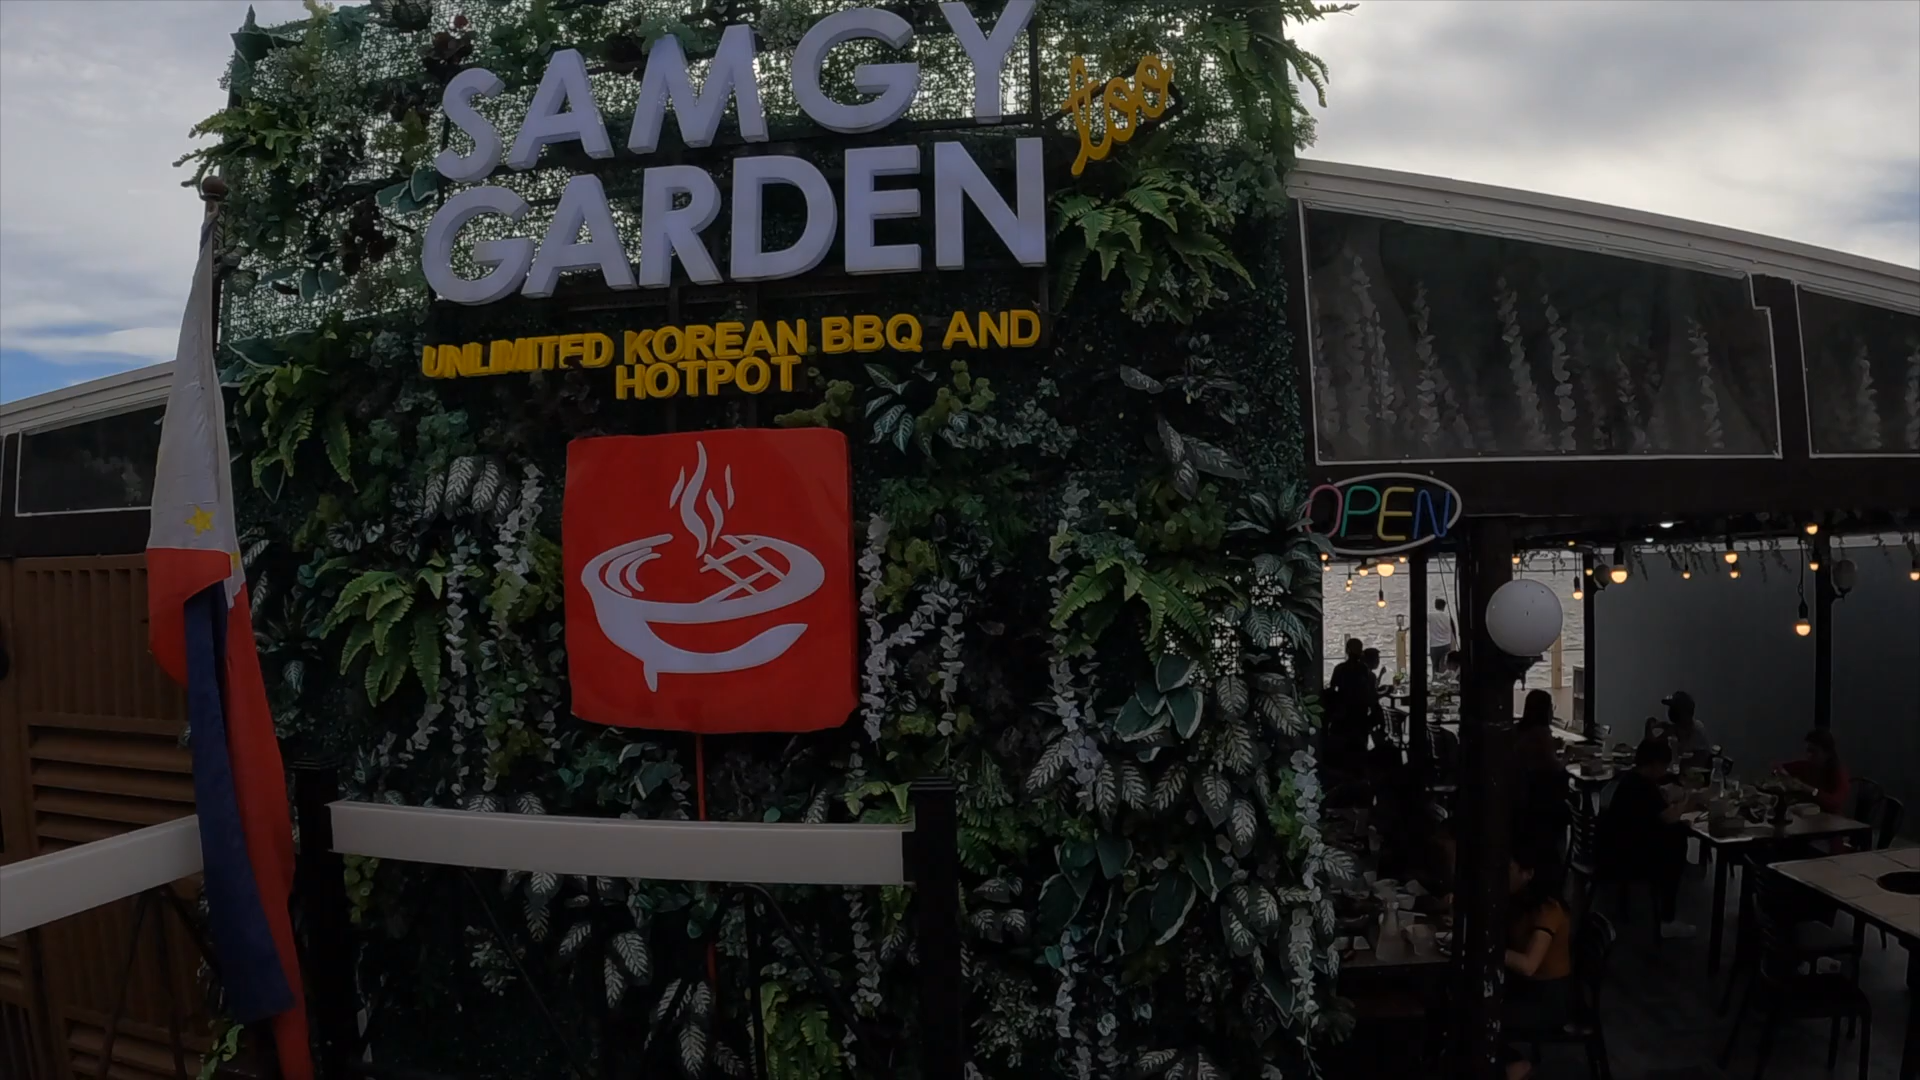 SAMGY
too
GARDEN
UNLIMITED KOREAN BBQ AND
HOTPOT
OPEN